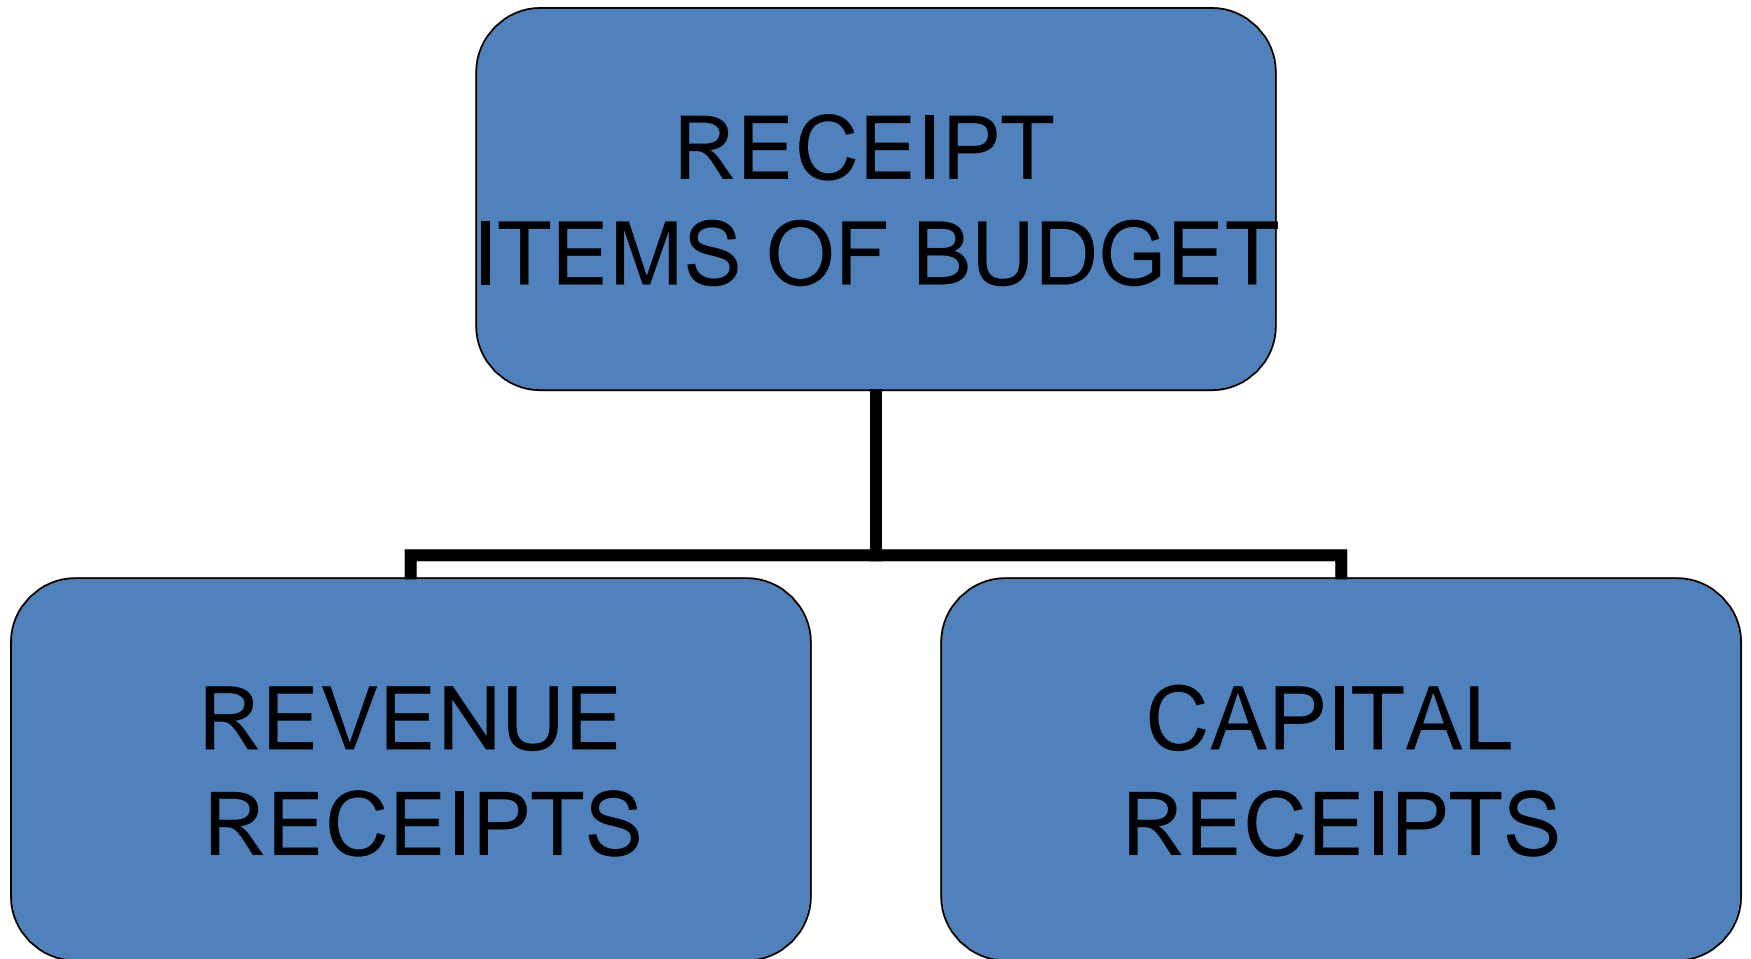 RECEIPT
ITEMS OF BUDGET
REVENUE
RECEIPTS
CAPITAL
RECEIPTS